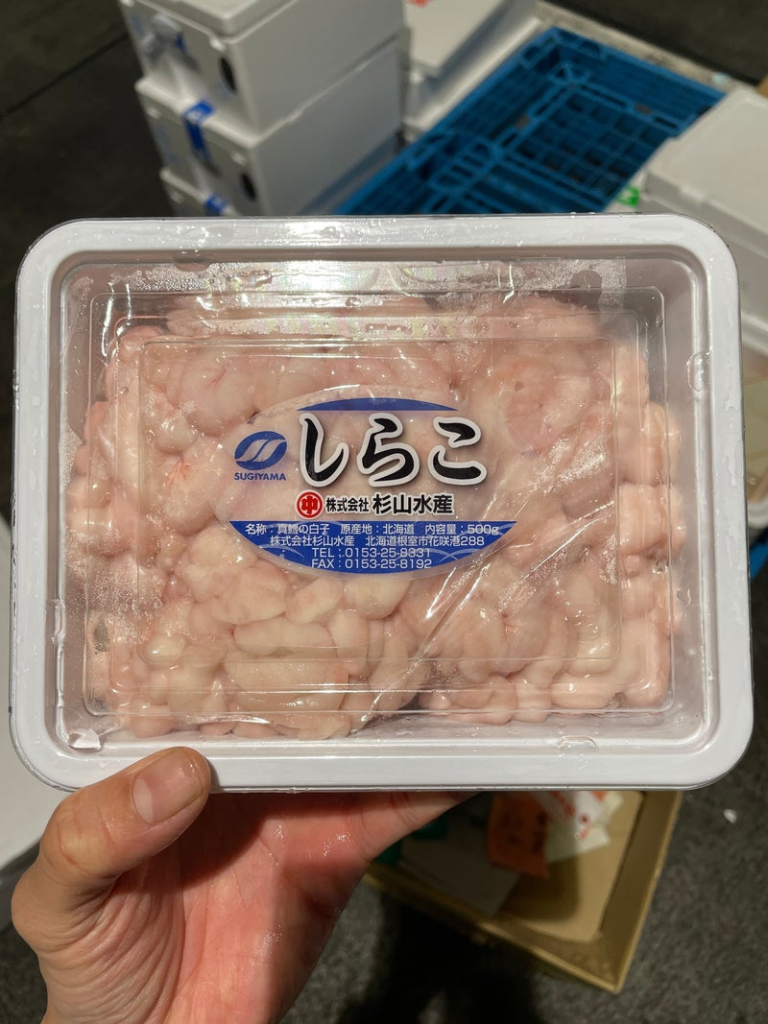 しらこ
SUGIYAMA
中 株式会社 杉山水産
名称：真鱈の白子 原産地：北海道 内容量：500g
株式会社杉山水産 北海道根室市花咲港288
TEL：0153-25-8331
FAX：0153-25-8192